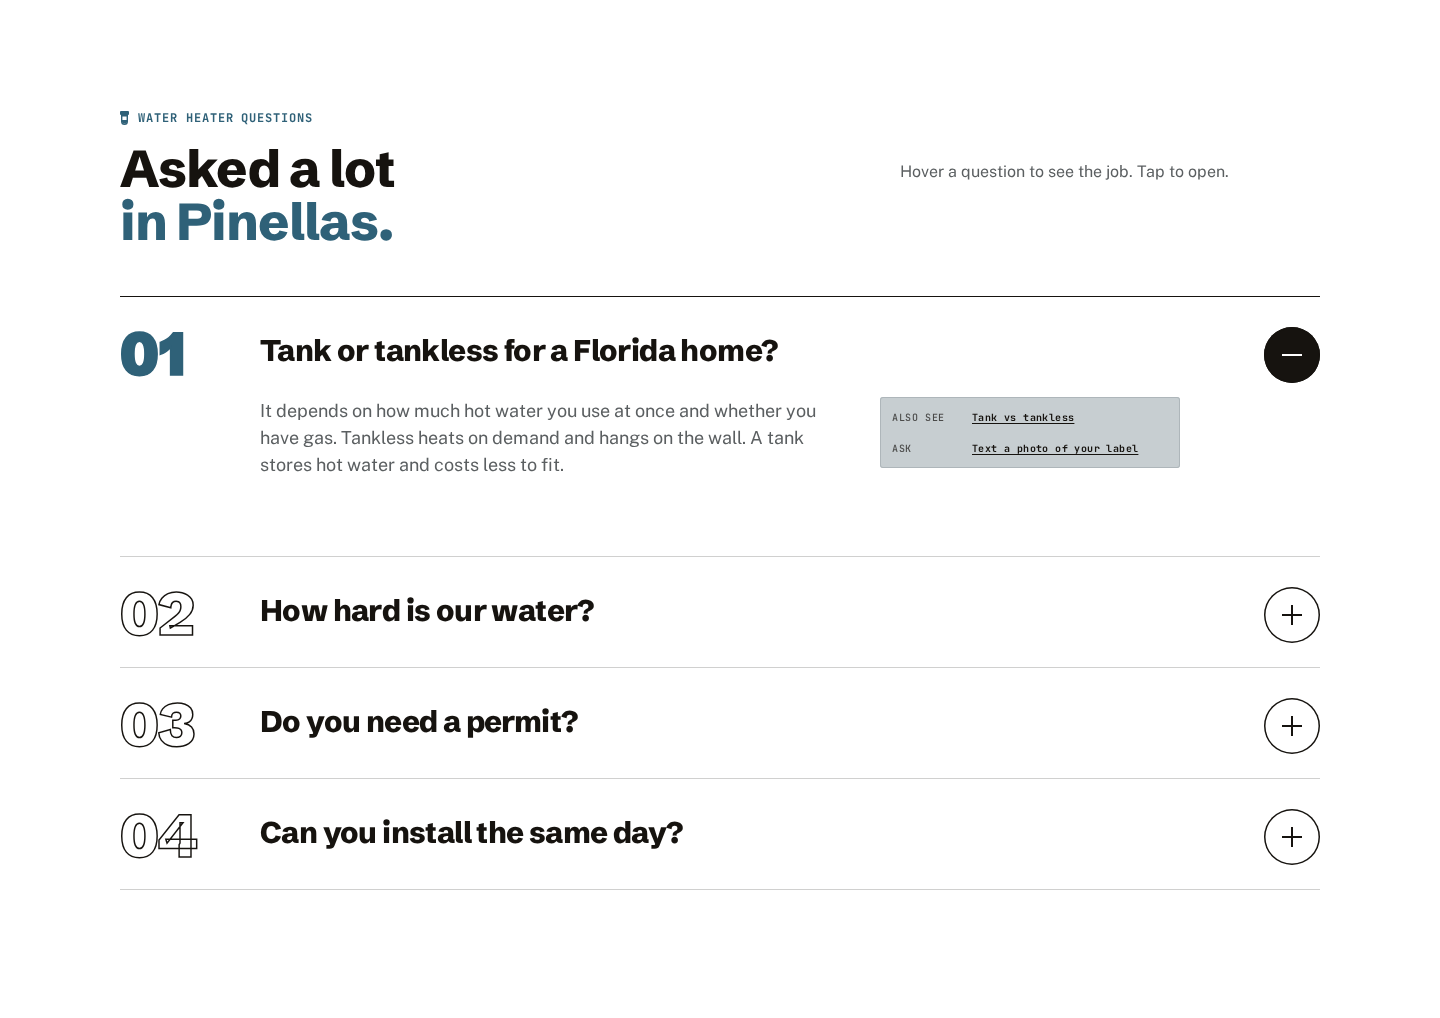 WATER HEATER QUESTIONS
Asked a lot
in Pinellas.
Hover a question to see the job. Tap to open.
01
Tank or tankless for a Florida home?
It depends on how much hot water you use at once and whether you
have gas. Tankless heats on demand and hangs on the wall. A tank
stores hot water and costs less to fit.
ALSO SEE Tank vs tankless
ASK Text a photo of your label
02
How hard is our water?
03
Do you need a permit?
04
Can you install the same day?